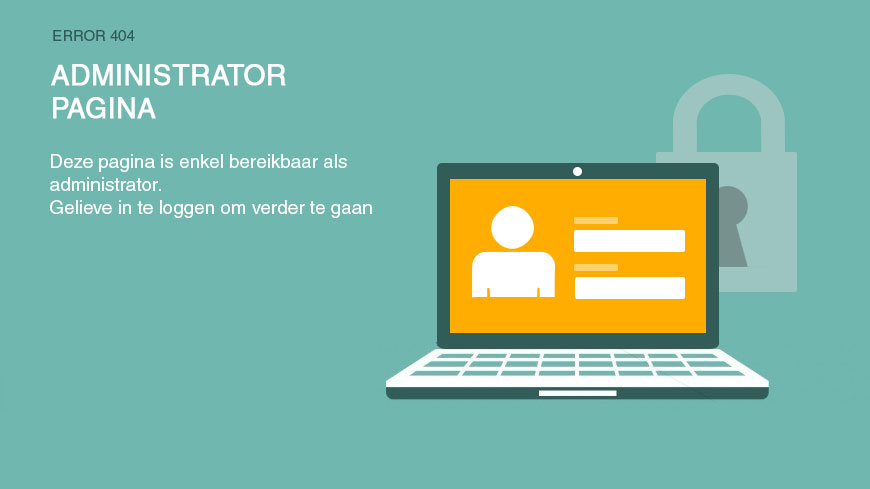 ERROR 404
ADMINISTRATOR
PAGINA
Deze pagina is enkel bereikbaar als
administrator.
Gelieve in te loggen om verder te gaan